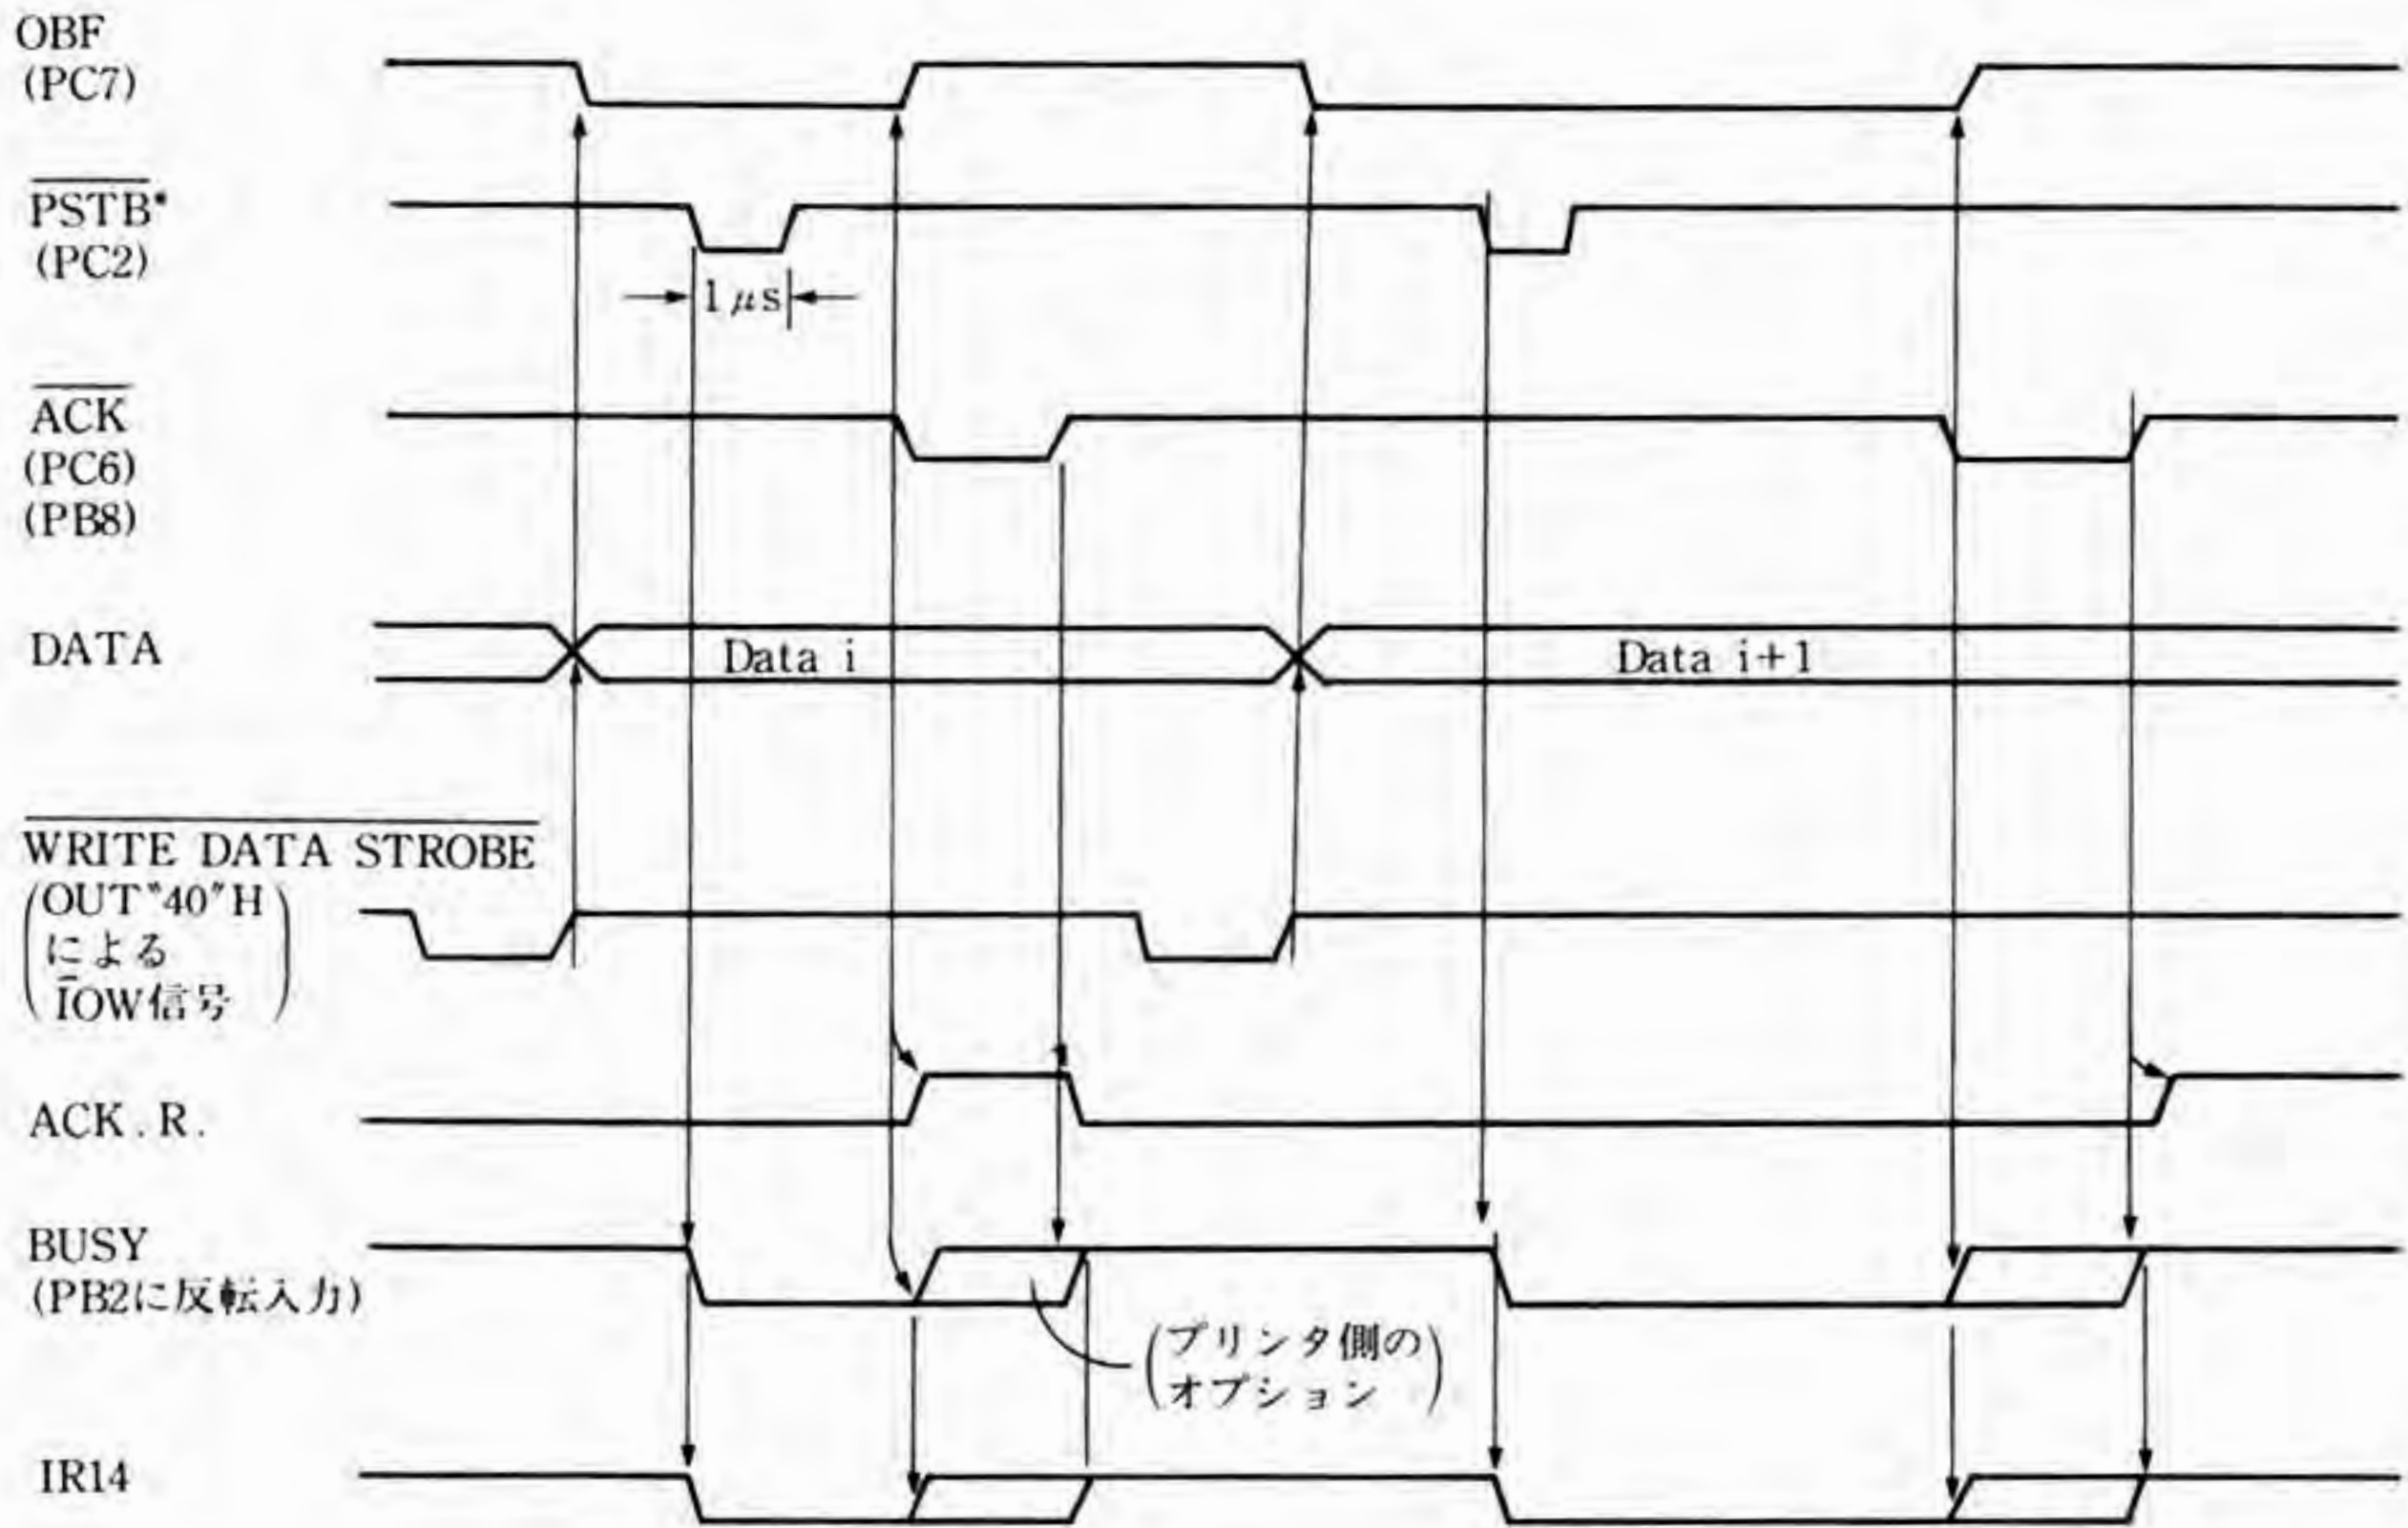 OBF
(PC7)
PSTB*
(PC2)
1μs
ACK
(PC6)
(PB8)
DATA
Data i
Data i+1
WRITE DATA STROBE
(OUT"40"H
による
IOW信号)
ACK.R.
BUSY
(PB2に反転入力)
(プリンタ側の
オプション)
IR14